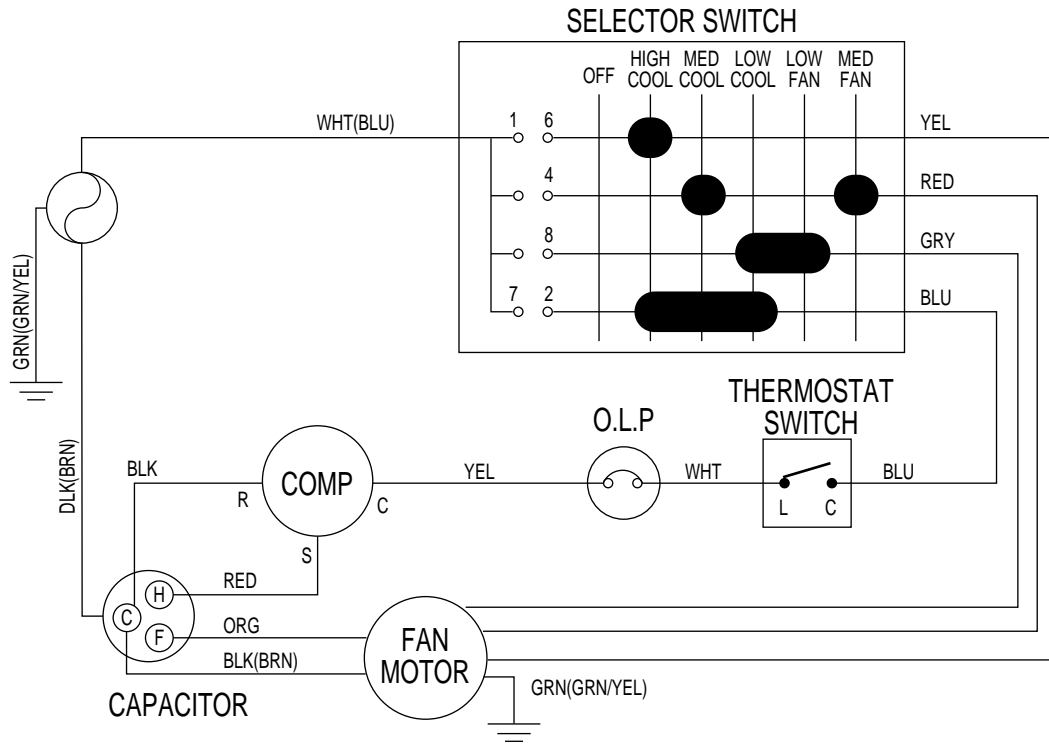 SELECTOR SWITCH
OFF
HIGH COOL
MED COOL
LOW COOL
LOW FAN
MED FAN
WHT(BLU)
1 6
YEL
4
RED
8
GRY
7 2
BLU
GRN(GRN/YEL)
DLK(BRN)
THERMOSTAT
SWITCH
O.L.P
BLK
R
COMP
C
S
YEL
WHT
L C
BLU
H
C
F
RED
ORG
BLK(BRN)
CAPACITOR
FAN
MOTOR
GRN(GRN/YEL)